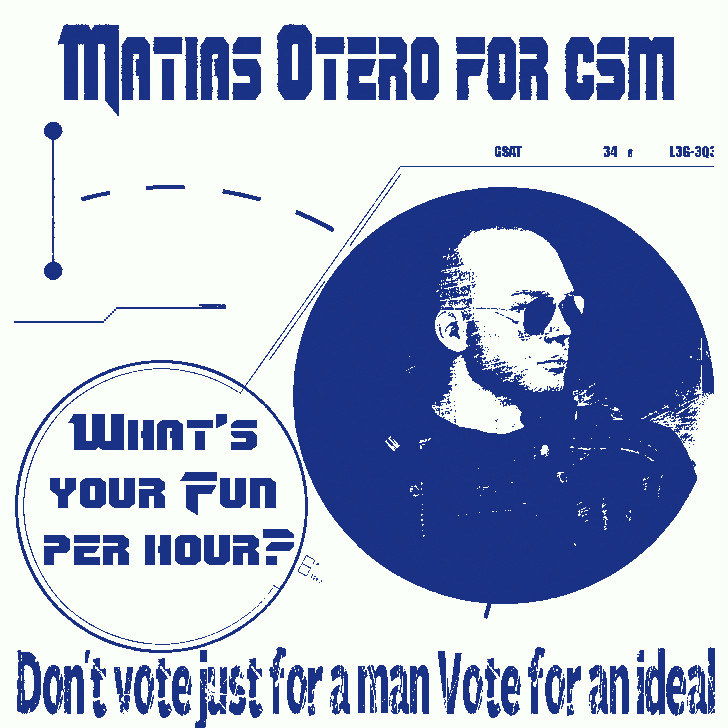 Matias Otero for CSM
GSAT 34 L3G-3Q3
What's
your Fun
per hour?
Don't vote just for a man Vote for an ideal